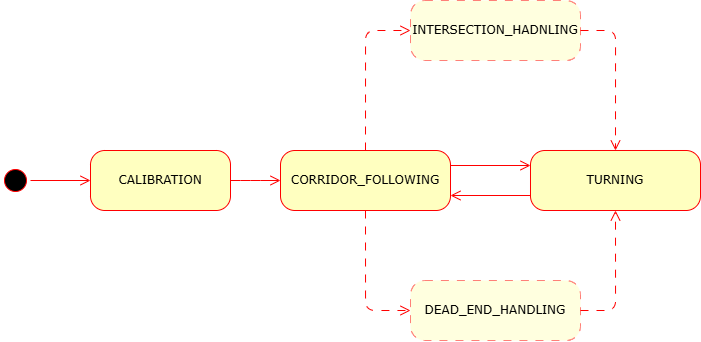 INTERSECTION_HADNLING
CALIBRATION
CORRIDOR_FOLLOWING
TURNING
DEAD_END_HANDLING